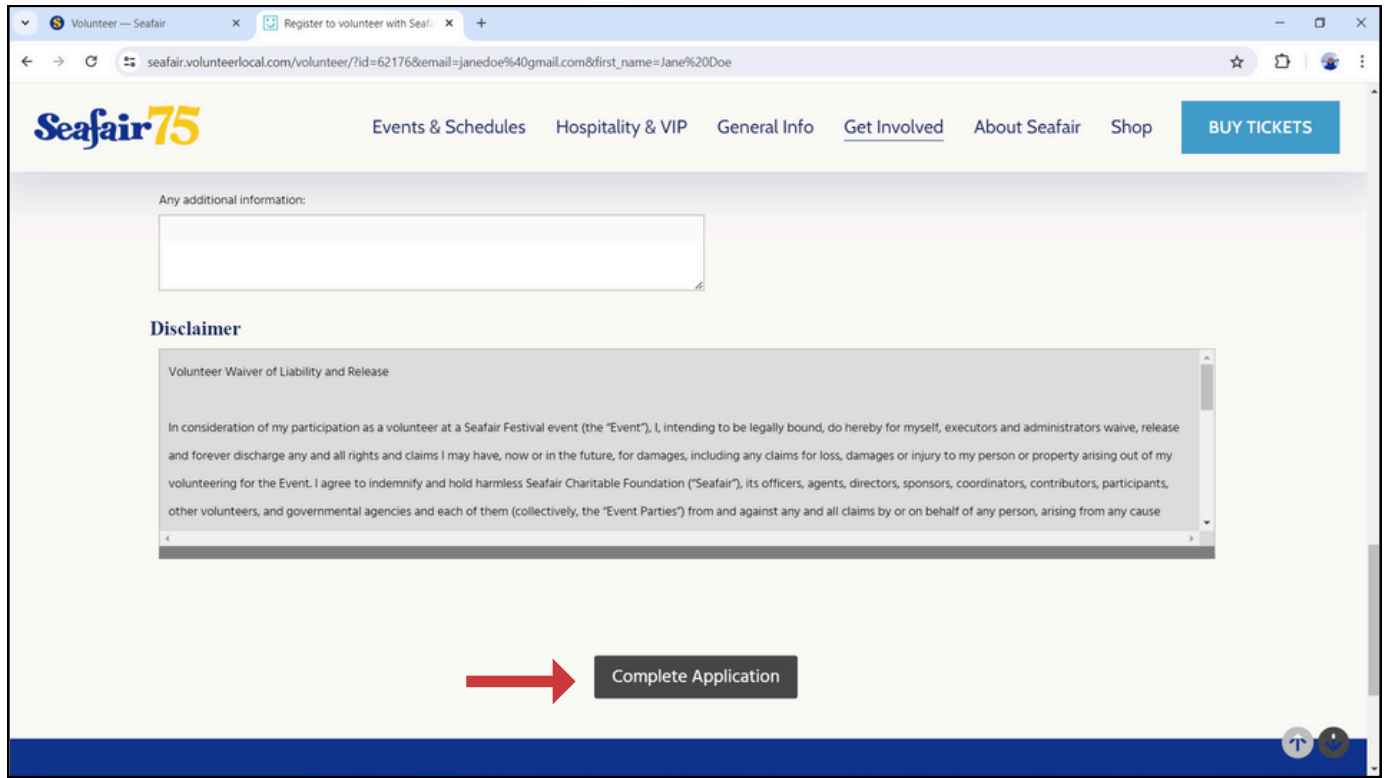 Volunteer — Seafair
Register to volunteer with Seafa
seafair.volunteerlocal.com/volunteer/?id=62176&email=janedoe%40gmail.com&first_name=Jane%20Doe
Seafair75
Events & Schedules
Hospitality & VIP
General Info
Get Involved
About Seafair
Shop
BUY TICKETS
Any additional information:
Disclaimer
Volunteer Waiver of Liability and Release
In consideration of my participation as a volunteer at a Seafair Festival event (the “Event”), I, intending to be legally bound, do hereby for myself, executors and administrators waive, release
and forever discharge any and all rights and claims I may have, now or in the future, for damages, including any claims for loss, damages or injury to my person or property arising out of my
volunteering for the Event. I agree to indemnify and hold harmless Seafair Charitable Foundation (“Seafair”), its officers, agents, directors, sponsors, coordinators, contributors, participants,
other volunteers, and governmental agencies and each of them (collectively, the “Event Parties”) from and against any and all claims by or on behalf of any person, arising from any cause
Complete Application